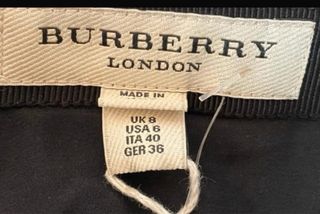 BURBERRY
LONDON
MADE IN
UK 8
USA 6
ITA 40
GER 36